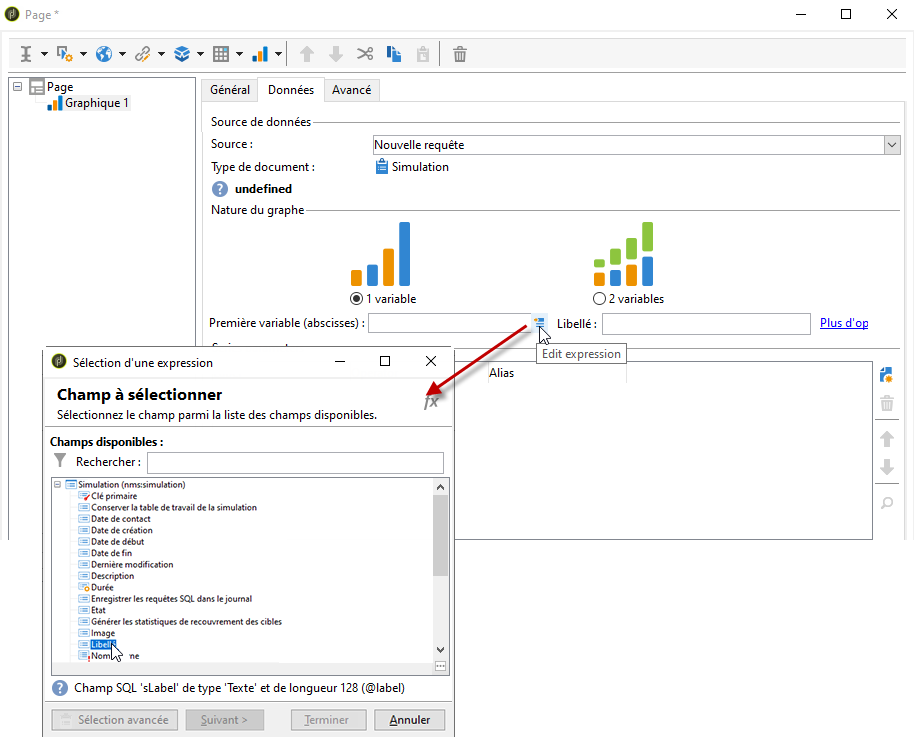 Page *
Page
Graphique 1
Général
Données
Avancé
Source de données
Source :
Nouvelle requête
Type de document :
Simulation
undefined
Nature du graphe
1 variable
2 variables
Première variable (abscisses) :
Libellé :
Plus d'op
Edit expression
Alias
Sélection d'une expression
Champ à sélectionner
Sélectionnez le champ parmi la liste des champs disponibles.
Champs disponibles :
Rechercher :
Simulation (nms:simulation)
Clé primaire
Conserver la table de travail de la simulation
Date de contact
Date de création
Date de début
Date de fin
Dernière modification
Description
Durée
Enregistrer les requêtes SQL dans le journal
Etat
Générer les statistiques de recouvrement des cibles
Image
Libellé
Champ SQL 'sLabel' de type 'Texte' et de longueur 128 (@label)
Sélection avancée
Suivant >
Terminer
Annuler